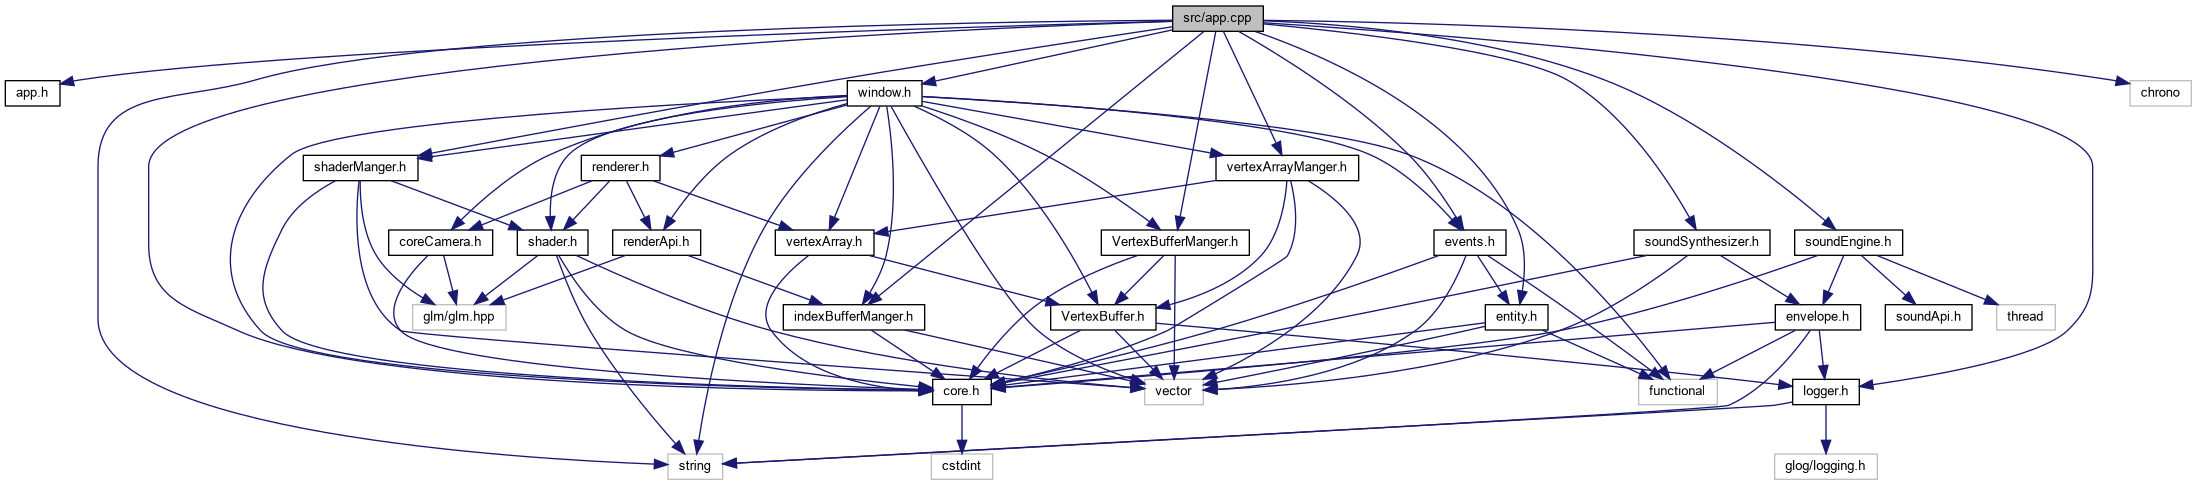 src/app.cpp
app.h
window.h
chrono
shaderManger.h
renderer.h
vertexArrayManger.h
coreCamera.h
shader.h
renderApi.h
vertexArray.h
VertexBufferManger.h
events.h
soundSynthesizer.h
soundEngine.h
glm/glm.hpp
indexBufferManger.h
VertexBuffer.h
entity.h
envelope.h
soundApi.h
thread
core.h
vector
functional
logger.h
string
cstdint
glog/logging.h